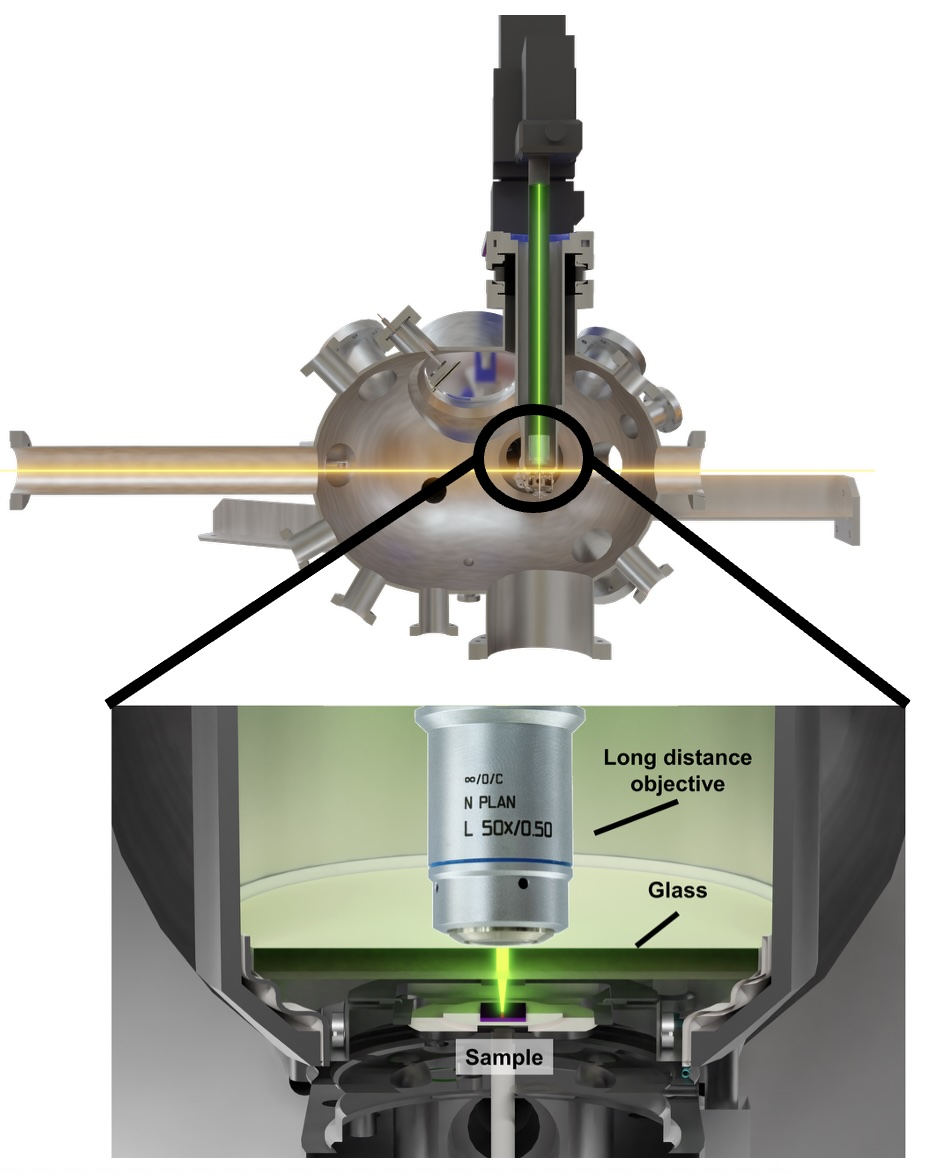 Long distance
objective
∞/0/C
N PLAN
L 50x/0.50
Glass
Sample